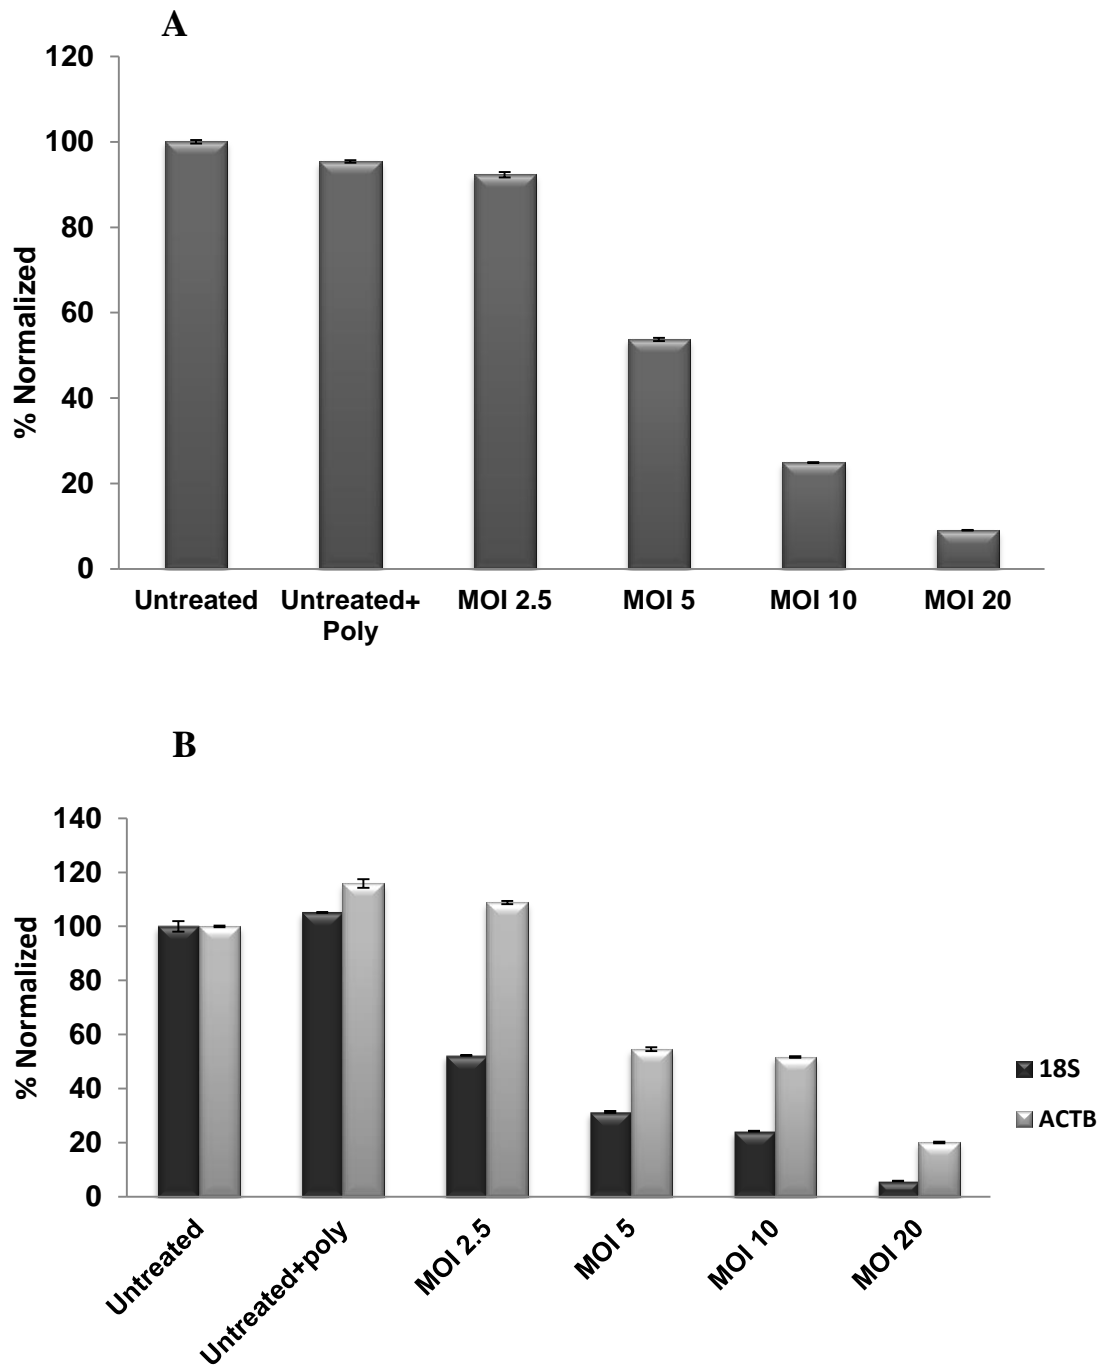 A
120
100
80
60
40
20
0
% Normalized
Untreated
Untreated+
Poly
MOI 2.5
MOI 5
MOI 10
MOI 20
B
140
120
100
80
60
40
20
0
% Normalized
Untreated
Untreated+poly
MOI 2.5
MOI 5
MOI 10
MOI 20
18S
ACTB